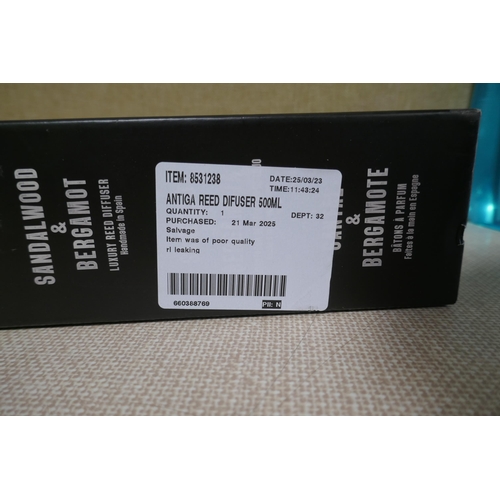 SANDALWOOD
&
BERGAMOT
LUXURY REED DIFFUSER
Handmade in Spain
ITEM: 8531238
DATE:25/03/23
TIME:11:43:24
ANTIGA REED DIFUSER 500ML
QUANTITY: 1
DEPT: 32
PURCHASED: 21 Mar 2025
Salvage
Item was of poor quality
rl leaking
660388769
PR: N
&
BERGAMOTE
BÂTONS À PARFUM
Faites à la main en Espagne